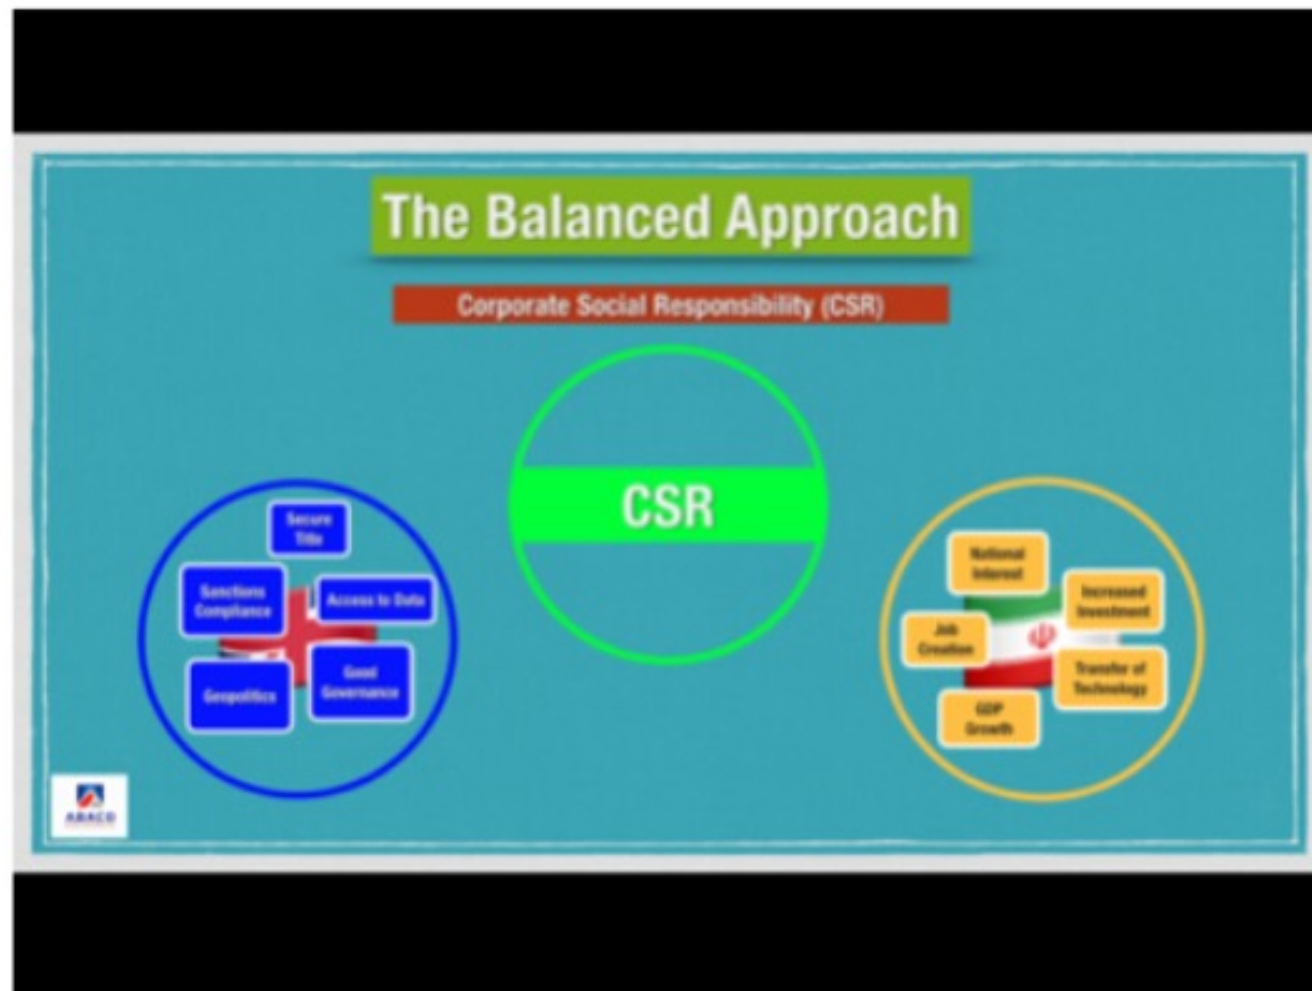 The Balanced Approach
Corporate Social Responsibility (CSR)
CSR
Secure
Title
Sanctions
Compliance
Access to Data
Geopolitics
Good
Governance
National
Interest
Increased
Investment
Job
Creation
Transfer of
Technology
GDP
Growth
ABACO